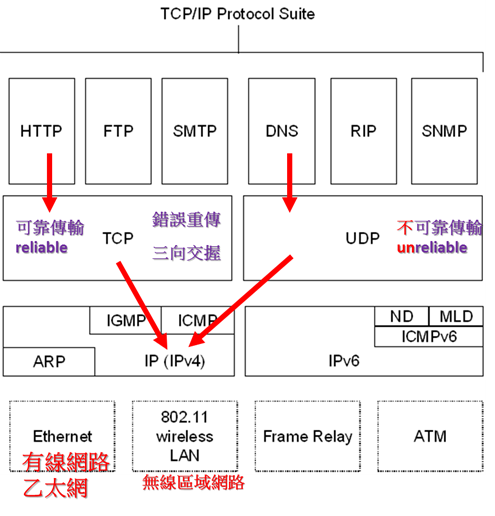 TCP/IP Protocol Suite
HTTP
FTP
SMTP
DNS
RIP
SNMP
可靠傳輸
reliable
TCP
錯誤重傳
三向交握
UDP
不可靠傳輸
unreliable
IGMP
ICMP
ARP
IP (IPv4)
ND
MLD
ICMPv6
IPv6
Ethernet
有線網路
乙太網
802.11
wireless
LAN
無線區域網路
Frame Relay
ATM